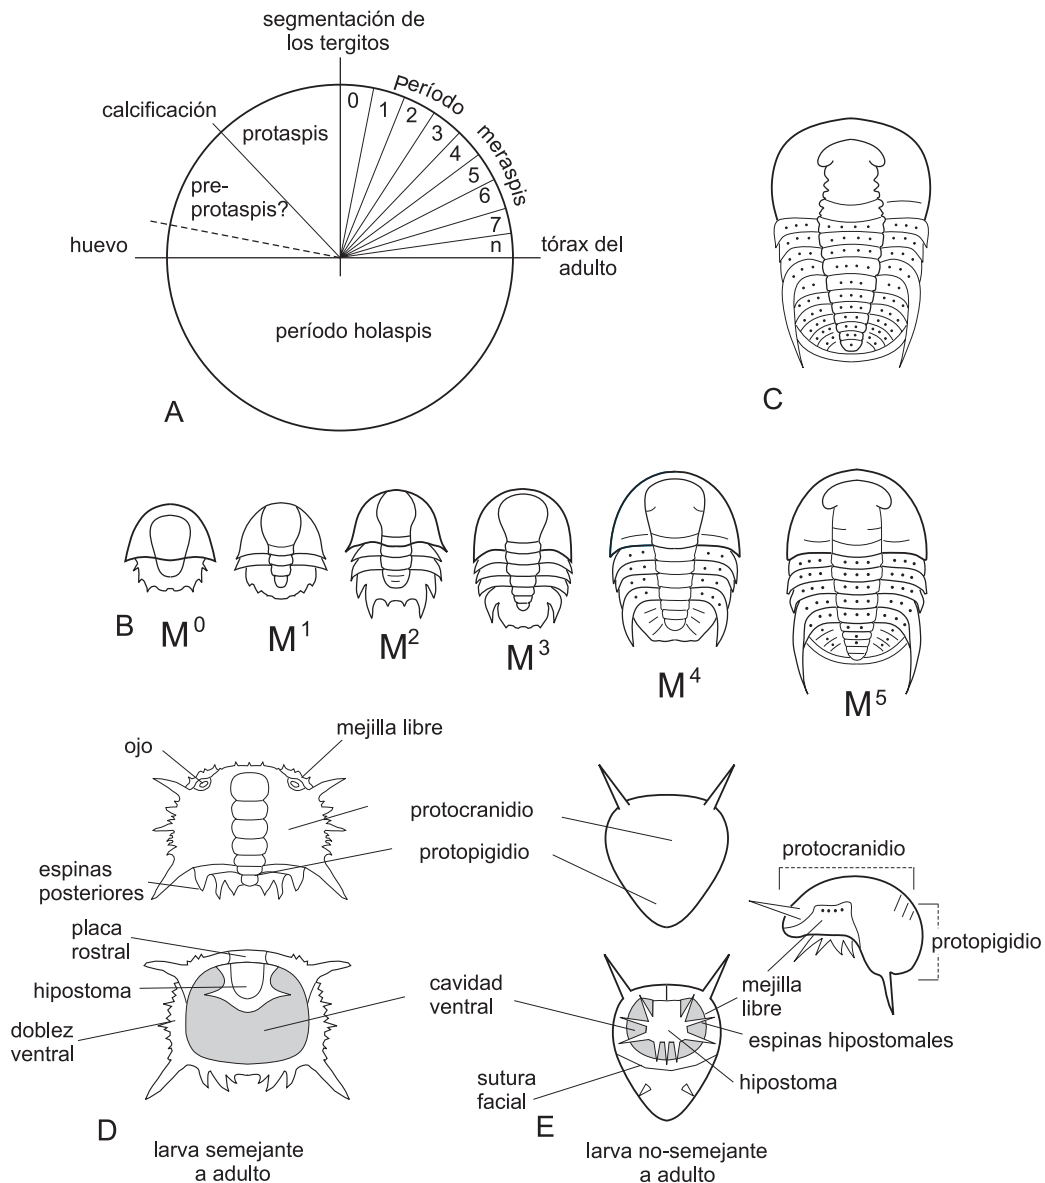 segmentación de
los tergitos
calcificación
protaspis
0
1
2
3
4
5
6
7
n
Período
meraspis
pre-
protaspis?
huevo
tórax del
adulto
período holaspis
A
C
B
M0
M1
M2
M3
M4
M5
ojo
mejilla libre
protocranidio
protopigidio
espinas
posteriores
placa
rostral
hipostoma
doblez
ventral
cavidad
ventral
protocranidio
protopigidio
mejilla
libre
espinas hipostomales
hipostoma
sutura
facial
D
larva semejante
a adulto
E
larva no-semejante
a adulto